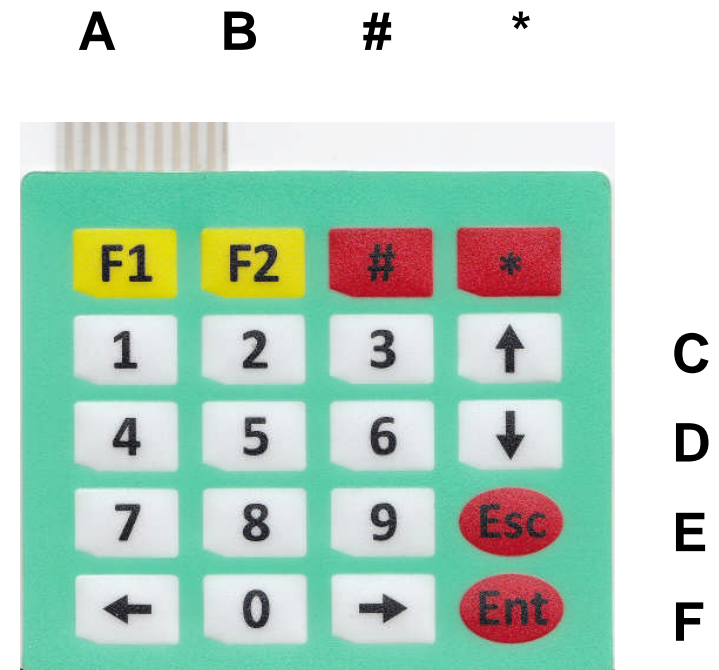 A B # *
F1 F2 # *
1 2 3 ↑ C
4 5 6 ↓ D
7 8 9 Esc E
← 0 → Ent F